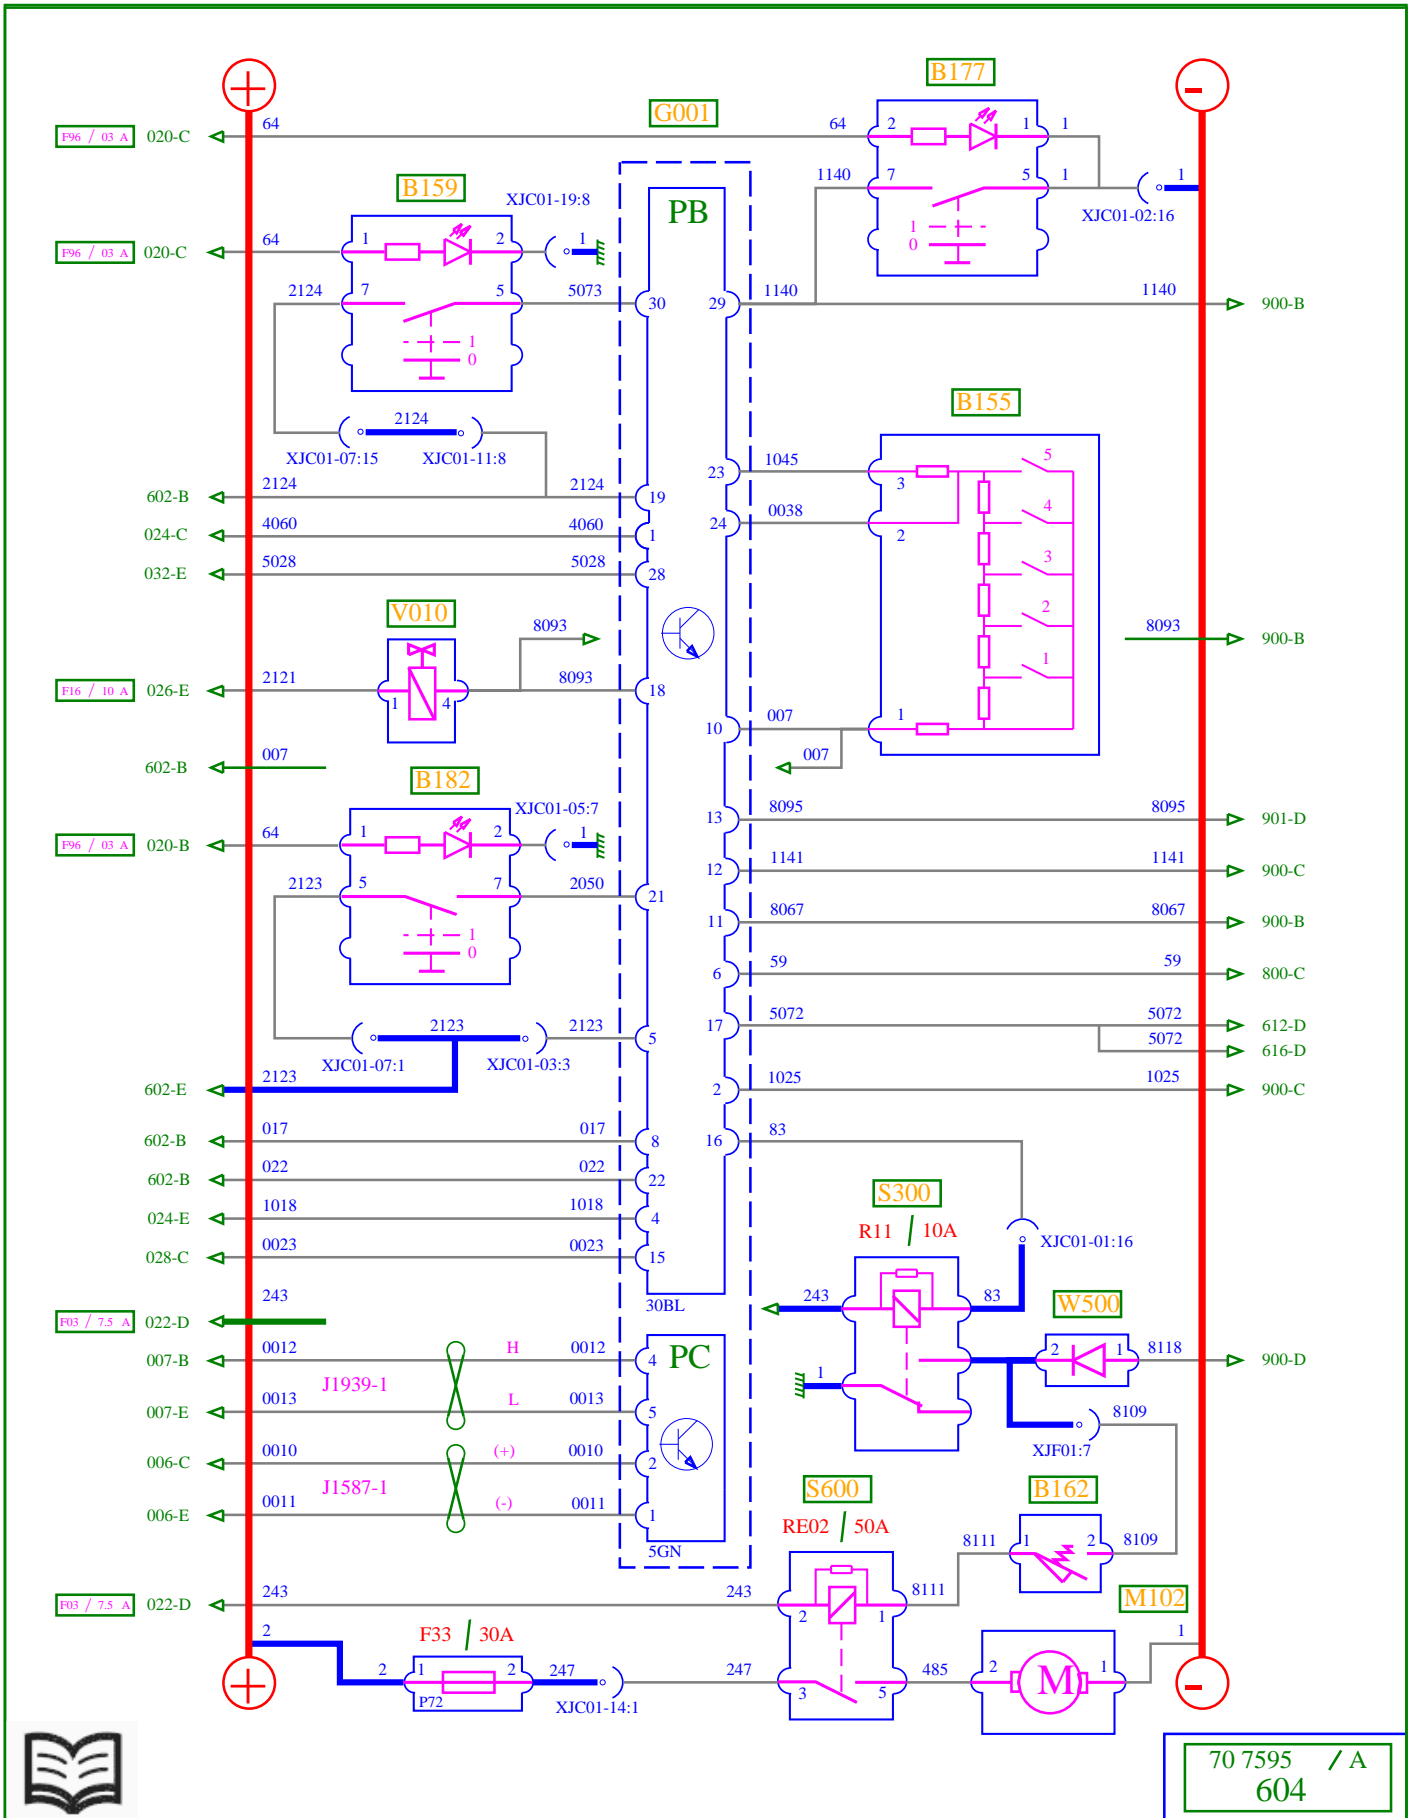 B177
G001
F96 / 03 A 020-C 64 64 2 1 1
B159
XJC01-19:8
1140 7 5 1 1
XJC01-02:16
PB
1
0
F96 / 03 A 020-C 64 1 2 1
2124 7 5 5073 30 29 1140 1140 900-B
1
0
B155
2124
XJC01-07:15 XJC01-11:8
23 1045 3 5
602-B 2124 2124 19
24 0038 2 4
024-C 4060 4060 1
032-E 5028 5028 28 3
V010
2
8093 8093 900-B
F16 / 10 A 026-E 2121 1 4 8093 18 1
10 007 1
602-B 007 007
B182
XJC01-05:7
13 8095 8095 901-D
F96 / 03 A 020-B 64 1 2 1
12 1141 1141 900-C
2123 5 7 2050 21
11 8067 8067 900-B
1
0
6 59 59 800-C
17 5072 5072 612-D
2123 2123 5
5072 616-D
XJC01-07:1 XJC01-03:3
602-E 2123
2 1025 1025 900-C
602-B 017 017 8 16 83
602-B 022 022 22
S300
024-E 1018 1018 4
R11 / 10A
XJC01-01:16
028-C 0023 0023 15
30BL
243 83
W500
F03 / 7.5 A 022-D 243
PC
007-B 0012 H 0012 4
2 1 8118 900-D
J1939-1
1
007-E 0013 L 0013 5
8109
XJF01:7
006-C 0010 (+) 0010 2
J1587-1
S600
B162
006-E 0011 (-) 0011 1
RE02 / 50A
5GN
8111 1 2 8109
F03 / 7.5 A 022-D 243 243 2 1 8111
M102
2
F33 / 30A
1
2 1 2 247 247 3 5 485 2 M 1
P72
XJC01-14:1
70 7595 / A
604